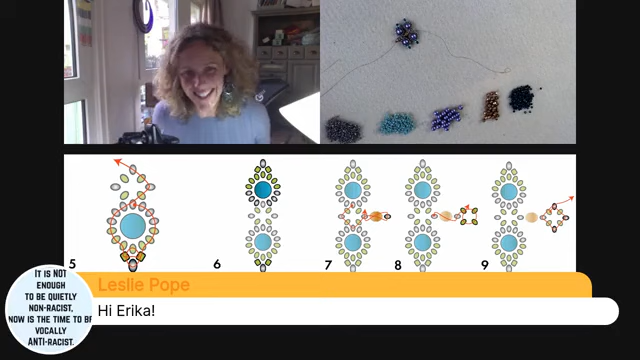 5 6 7 8 9
IT IS NOT
ENOUGH
TO BE QUIETLY
NON-RACIST,
NOW IS THE TIME TO BE
VOCALLY
ANTI-RACIST.
Leslie Pope
Hi Erika!